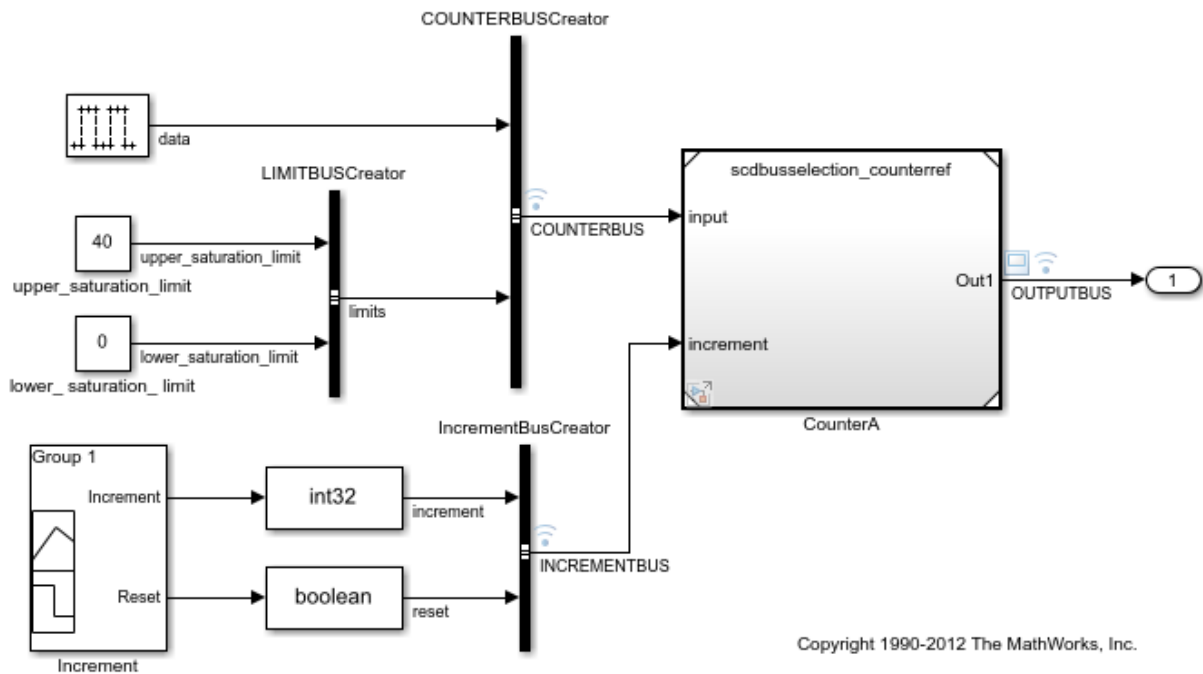 COUNTERBUSCreator
data
LIMITBUSCreator
scdbusselection_counterref
input
COUNTERBUS
40
upper_saturation_limit
upper_saturation_limit
limits
Out1
OUTPUTBUS
1
0
lower_saturation_limit
lower_ saturation_ limit
increment
CounterA
IncrementBusCreator
Group 1
Increment
int32
increment
INCREMENTBUS
Reset
boolean
reset
Increment
Copyright 1990-2012 The MathWorks, Inc.